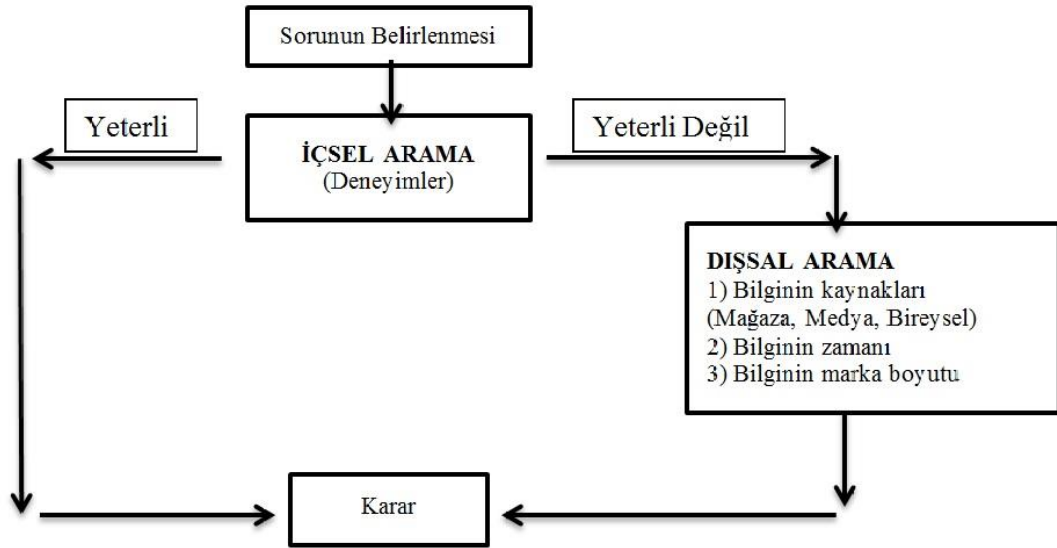 Sorunun Belirlenmesi
Yeterli
Yeterli Değil
İÇSEL ARAMA
(Deneyimler)
DIŞSAL ARAMA
1) Bilginin kaynakları
(Mağaza, Medya, Bireysel)
2) Bilginin zamanı
3) Bilginin marka boyutu
Karar